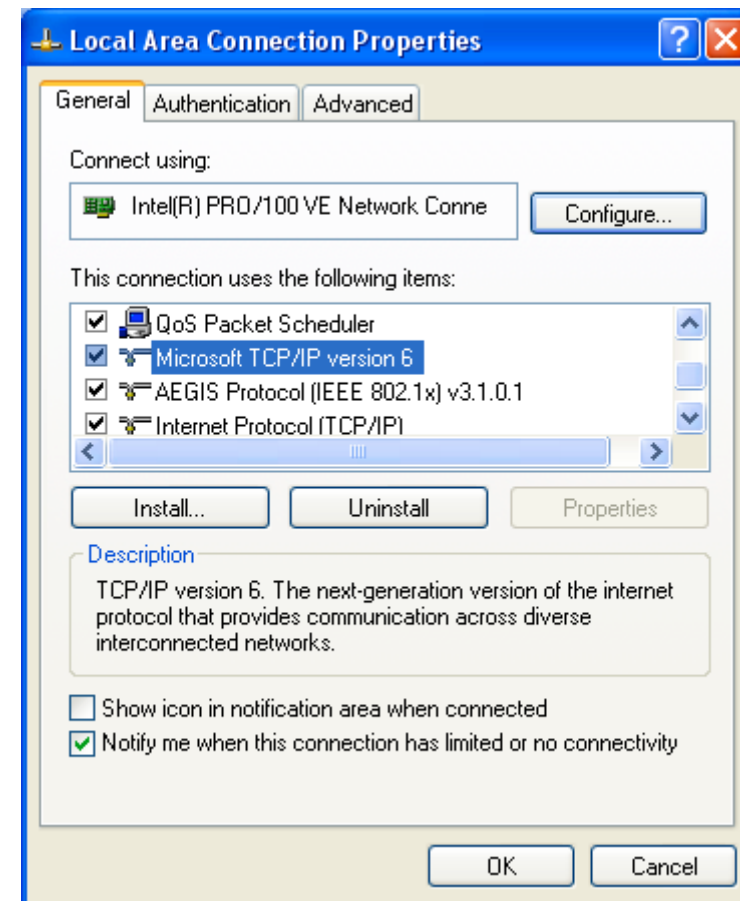 Local Area Connection Properties
General Authentication Advanced
Connect using:
Intel(R) PRO/100 VE Network Conne
Configure...
This connection uses the following items:
QoS Packet Scheduler
Microsoft TCP/IP version 6
AEGIS Protocol (IEEE 802.1x) v3.1.0.1
Internet Protocol (TCP/IP)
Install... Uninstall Properties
Description
TCP/IP version 6. The next-generation version of the internet
protocol that provides communication across diverse
interconnected networks.
Show icon in notification area when connected
Notify me when this connection has limited or no connectivity
OK Cancel